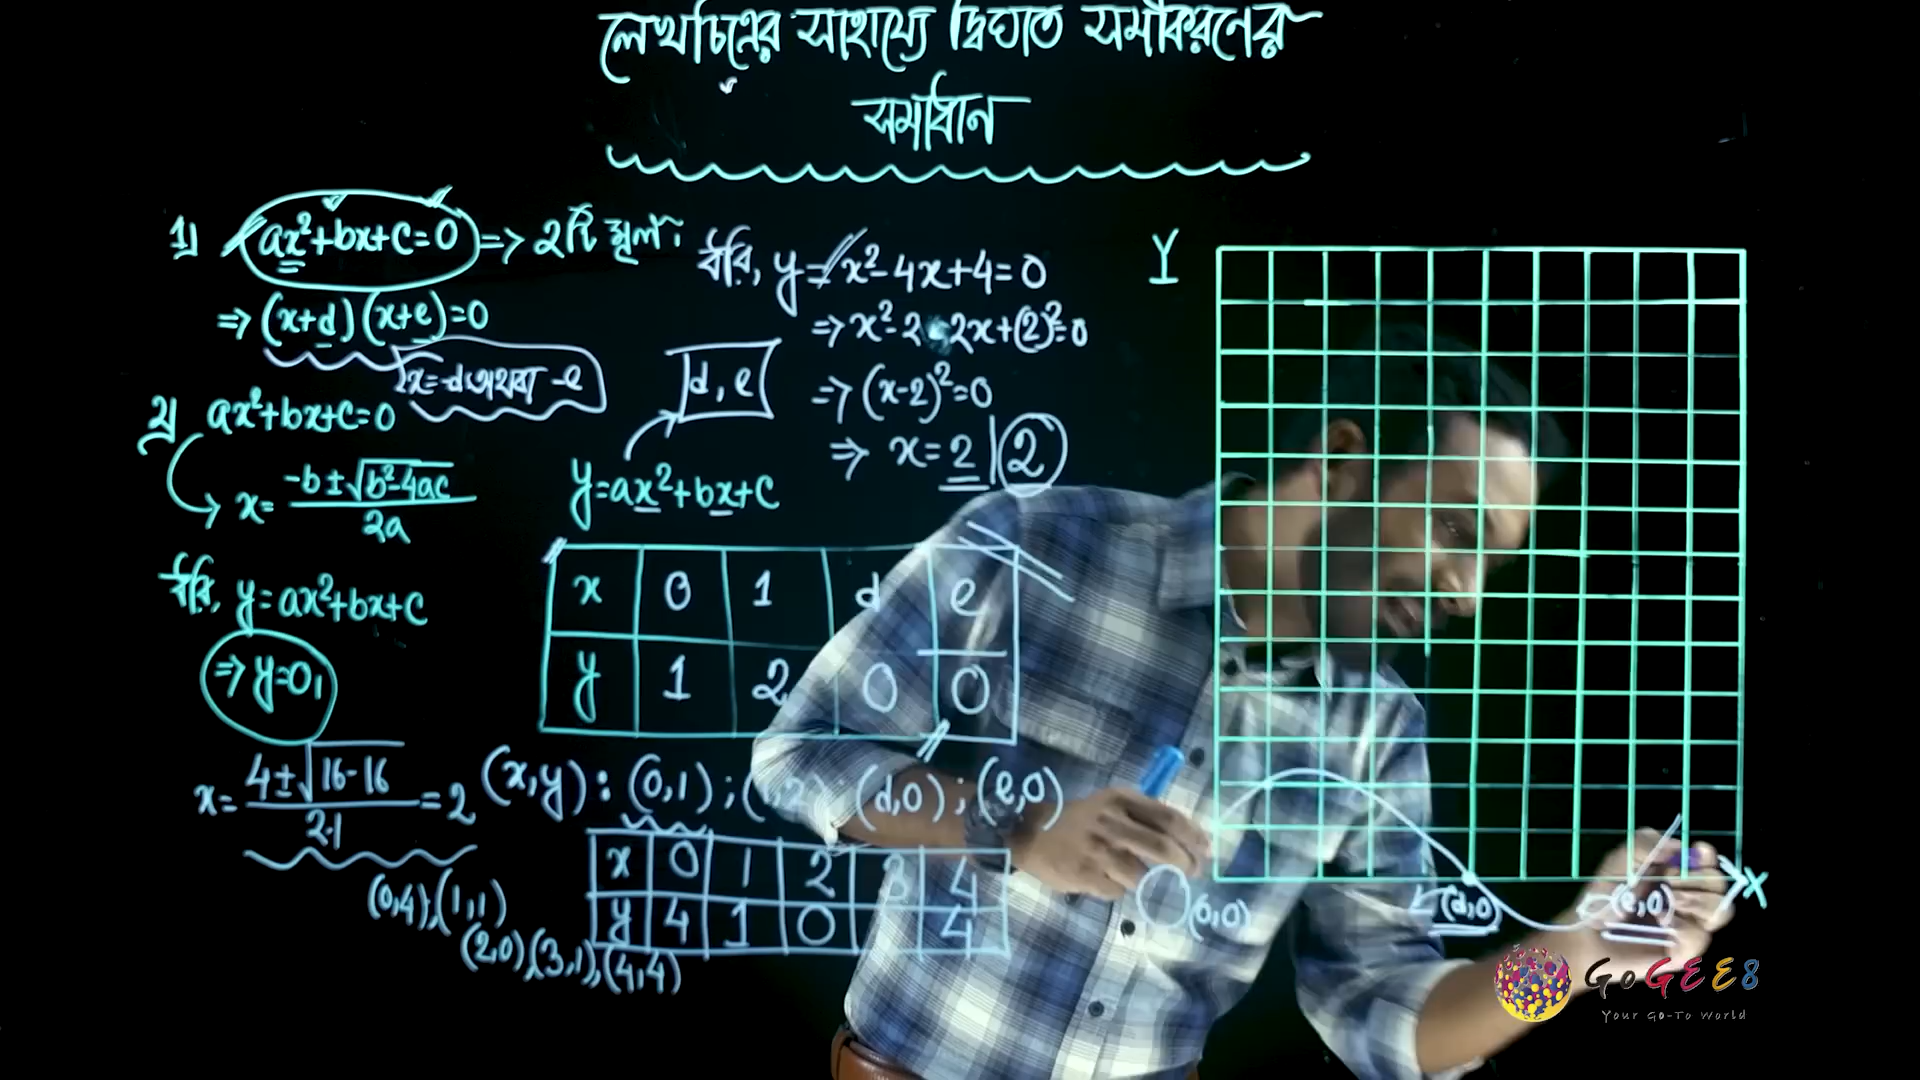 লেখচিত্রের সাহায্যে দ্বিঘাত সমীকরণের
সমাধান
১) ax²+bx+c=0 => ২টি মূল।
=> (x+d) (x+e)=0
x=-d অথবা -e
২) ax²+bx+c=0
x= -b±√b²-4ac / 2a
ধরি, y=ax²+bx+c
=> y=0,
x= 4±√16-16 / 2·1 = 2
ধরি, y=x²-4x+4=0
=> x²-2·2x+(2)²=0
=> (x-2)²=0
=> x=2|2
d, e
y=ax²+bx+c
x 0 1 d e
y 1 2 0 0
(x,y): (0,1); (1,2); (d,0); (e,0)
x 0 1 2 3 4
y 4 1 0 4
(0,4),(1,1)
(2,0),(3,1),(4,4)
Y
X
(0,0)
(d,0)
(e,0)
GoGEE8
Your Go-To World